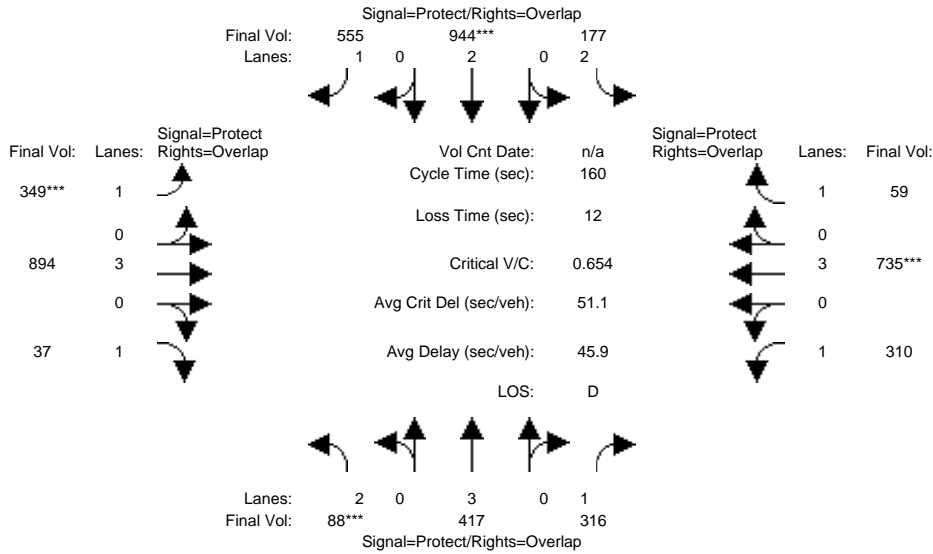 Signal=Protect/Rights=Overlap
Final Vol: 555 944*** 177
Lanes: 1 0 2 0 2
Signal=Protect Signal=Protect
Final Vol: Lanes: Rights=Overlap Vol Cnt Date: n/a Rights=Overlap Lanes: Final Vol:
Cycle Time (sec): 160
349*** 1 1 59
Loss Time (sec): 12
0 0
894 3 Critical V/C: 0.654 3 735***
0 Avg Crit Del (sec/veh): 51.1 0
37 1 Avg Delay (sec/veh): 45.9 1 310
LOS: D
Lanes: 2 0 3 0 1
Final Vol: 88*** 417 316
Signal=Protect/Rights=Overlap